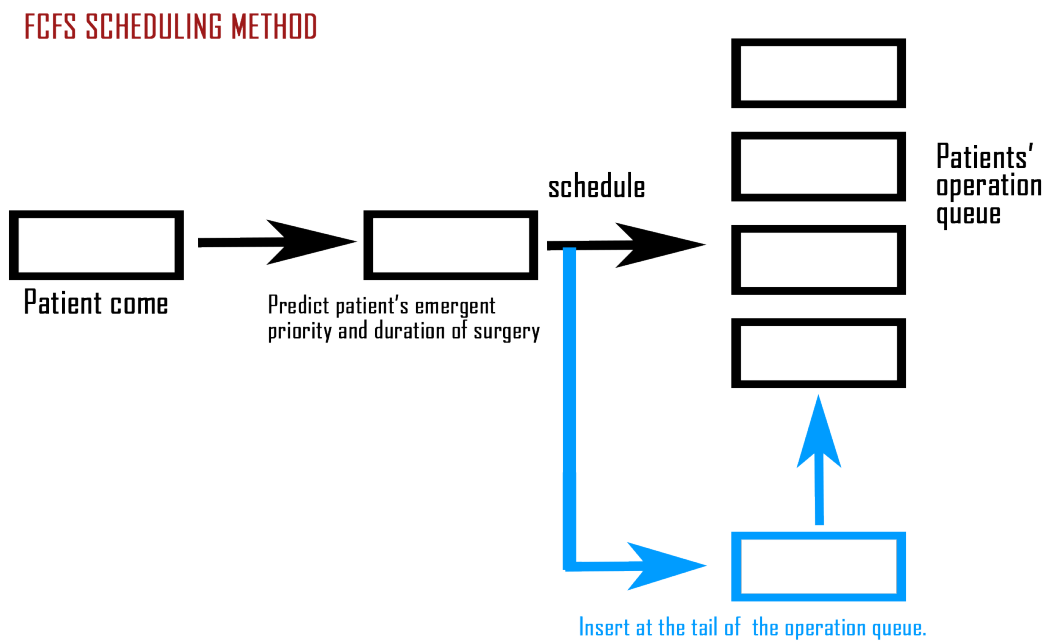 FCFS SCHEDULING METHOD
schedule
Patients'
operation
queue
Patient come
Predict patient's emergent
priority and duration of surgery
Insert at the tail of the operation queue.